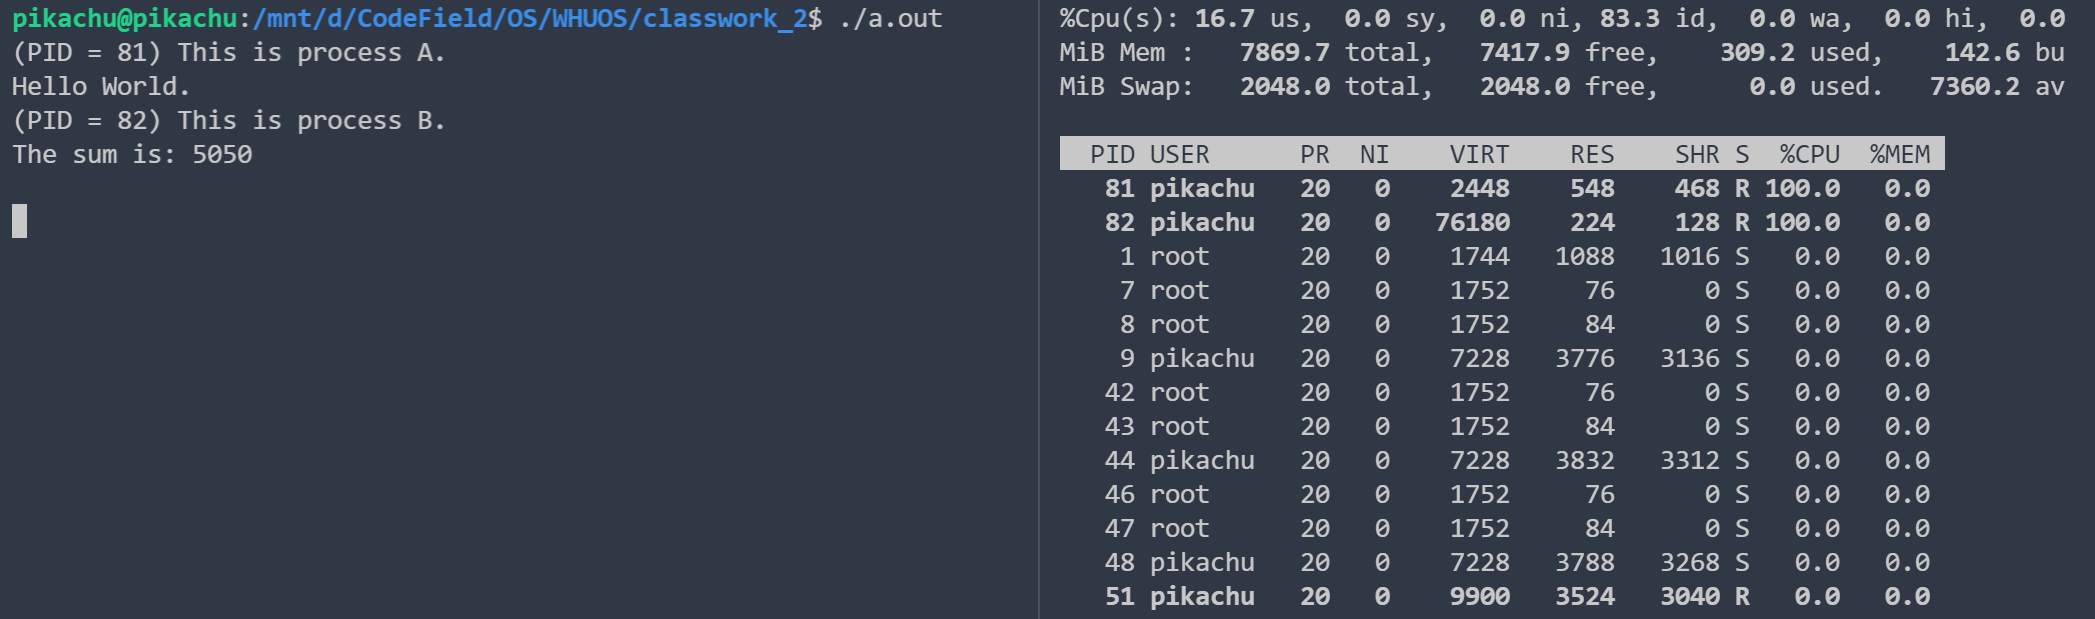 pikachu@pikachu:/mnt/d/CodeField/OS/WHUOS/classwork_2$ ./a.out
(PID = 81) This is process A.
Hello World.
(PID = 82) This is process B.
The sum is: 5050
%Cpu(s): 16.7 us, 0.0 sy, 0.0 ni, 83.3 id, 0.0 wa, 0.0 hi, 0.0
MiB Mem : 7869.7 total, 7417.9 free, 309.2 used, 142.6 bu
MiB Swap: 2048.0 total, 2048.0 free, 0.0 used. 7360.2 av
PID USER PR NI VIRT RES SHR S %CPU %MEM
81 pikachu 20 0 2448 548 468 R 100.0 0.0
82 pikachu 20 0 76180 224 128 R 100.0 0.0
1 root 20 0 1744 1088 1016 S 0.0 0.0
7 root 20 0 1752 76 0 S 0.0 0.0
8 root 20 0 1752 84 0 S 0.0 0.0
9 pikachu 20 0 7228 3776 3136 S 0.0 0.0
42 root 20 0 1752 76 0 S 0.0 0.0
43 root 20 0 1752 84 0 S 0.0 0.0
44 pikachu 20 0 7228 3832 3312 S 0.0 0.0
46 root 20 0 1752 76 0 S 0.0 0.0
47 root 20 0 1752 84 0 S 0.0 0.0
48 pikachu 20 0 7228 3788 3268 S 0.0 0.0
51 pikachu 20 0 9900 3524 3040 R 0.0 0.0